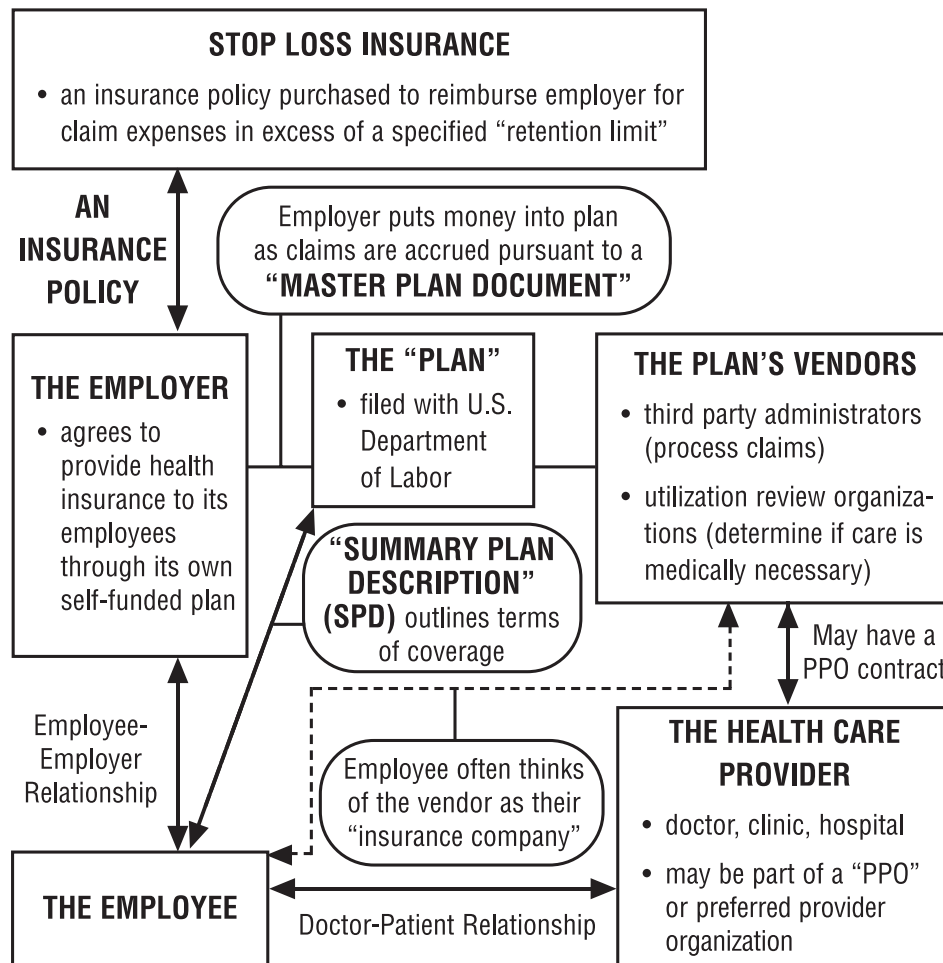 STOP LOSS INSURANCE
• an insurance policy purchased to reimburse employer for
claim expenses in excess of a specified “retention limit”
AN
INSURANCE
POLICY
Employer puts money into plan
as claims are accrued pursuant to a
“MASTER PLAN DOCUMENT”
THE EMPLOYER
• agrees to
provide health
insurance to its
employees
through its own
self-funded plan
THE “PLAN”
• filed with U.S.
Department
of Labor
THE PLAN’S VENDORS
• third party administrators
(process claims)
• utilization review organiza-
tions (determine if care is
medically necessary)
“SUMMARY PLAN
DESCRIPTION”
(SPD) outlines terms
of coverage
May have a
PPO contract
Employee-
Employer
Relationship
Employee often thinks
of the vendor as their
“insurance company”
THE HEALTH CARE
PROVIDER
• doctor, clinic, hospital
• may be part of a “PPO”
or preferred provider
organization
THE EMPLOYEE
Doctor-Patient Relationship